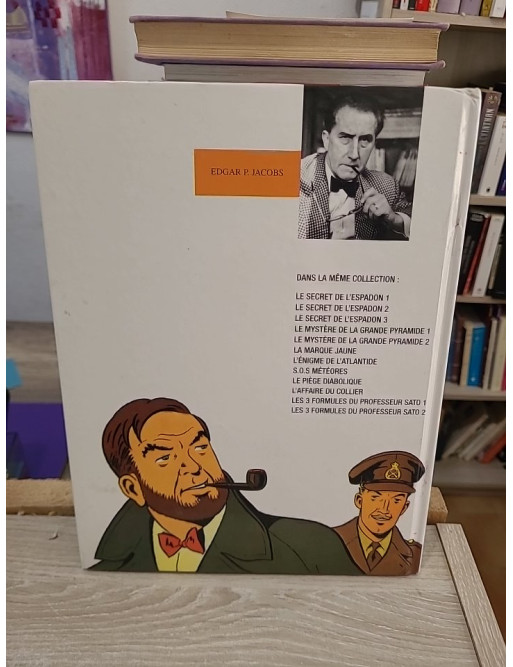 EDGAR P. JACOBS
DANS LA MÊME COLLECTION :
LE SECRET DE L'ESPADON 1
LE SECRET DE L'ESPADON 2
LE SECRET DE L'ESPADON 3
LE MYSTÈRE DE LA GRANDE PYRAMIDE 1
LE MYSTÈRE DE LA GRANDE PYRAMIDE 2
LA MARQUE JAUNE
L'ÉNIGME DE L'ATLANTIDE
S.O.S MÉTÉORES
LE PIÈGE DIABOLIQUE
L'AFFAIRE DU COLLIER
LES 3 FORMULES DU PROFESSEUR SATO 1
LES 3 FORMULES DU PROFESSEUR SATO 2